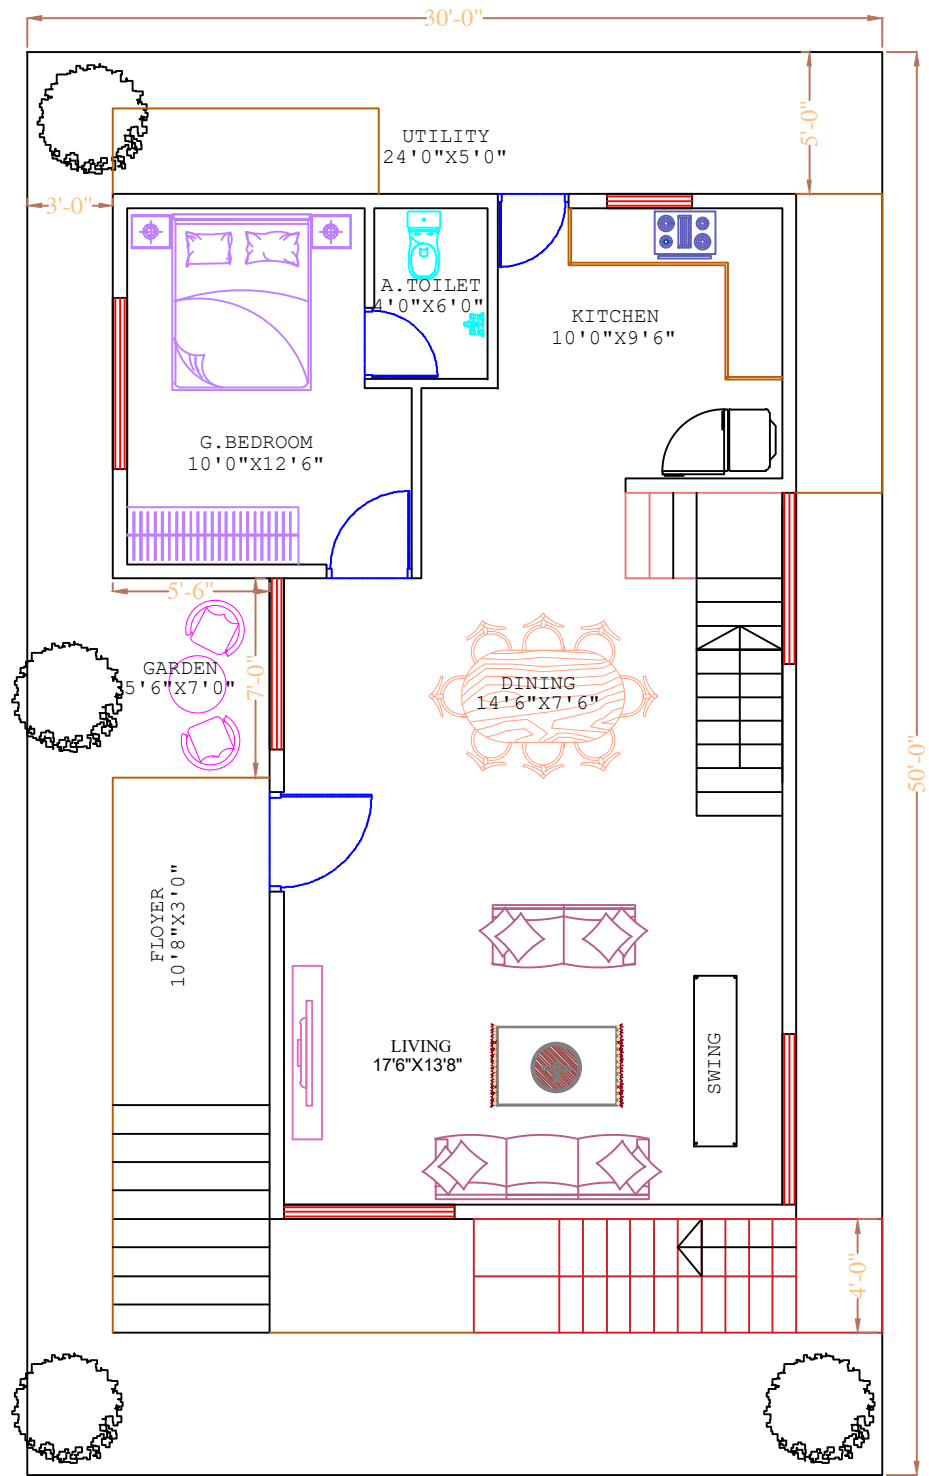 30'-0"
UTILITY
24'0"X5'0"
5'-0"
3'-0"
A.TOILET
4'0"X6'0"
KITCHEN
10'0"X9'6"
G.BEDROOM
10'0"X12'6"
5'-6"
GARDEN
5'6"X7'0"
7'-0"
DINING
14'6"X7'6"
50'-0"
FLOYER
10'8"X3'0"
LIVING
17'6"X13'8"
SWING
4'-0"